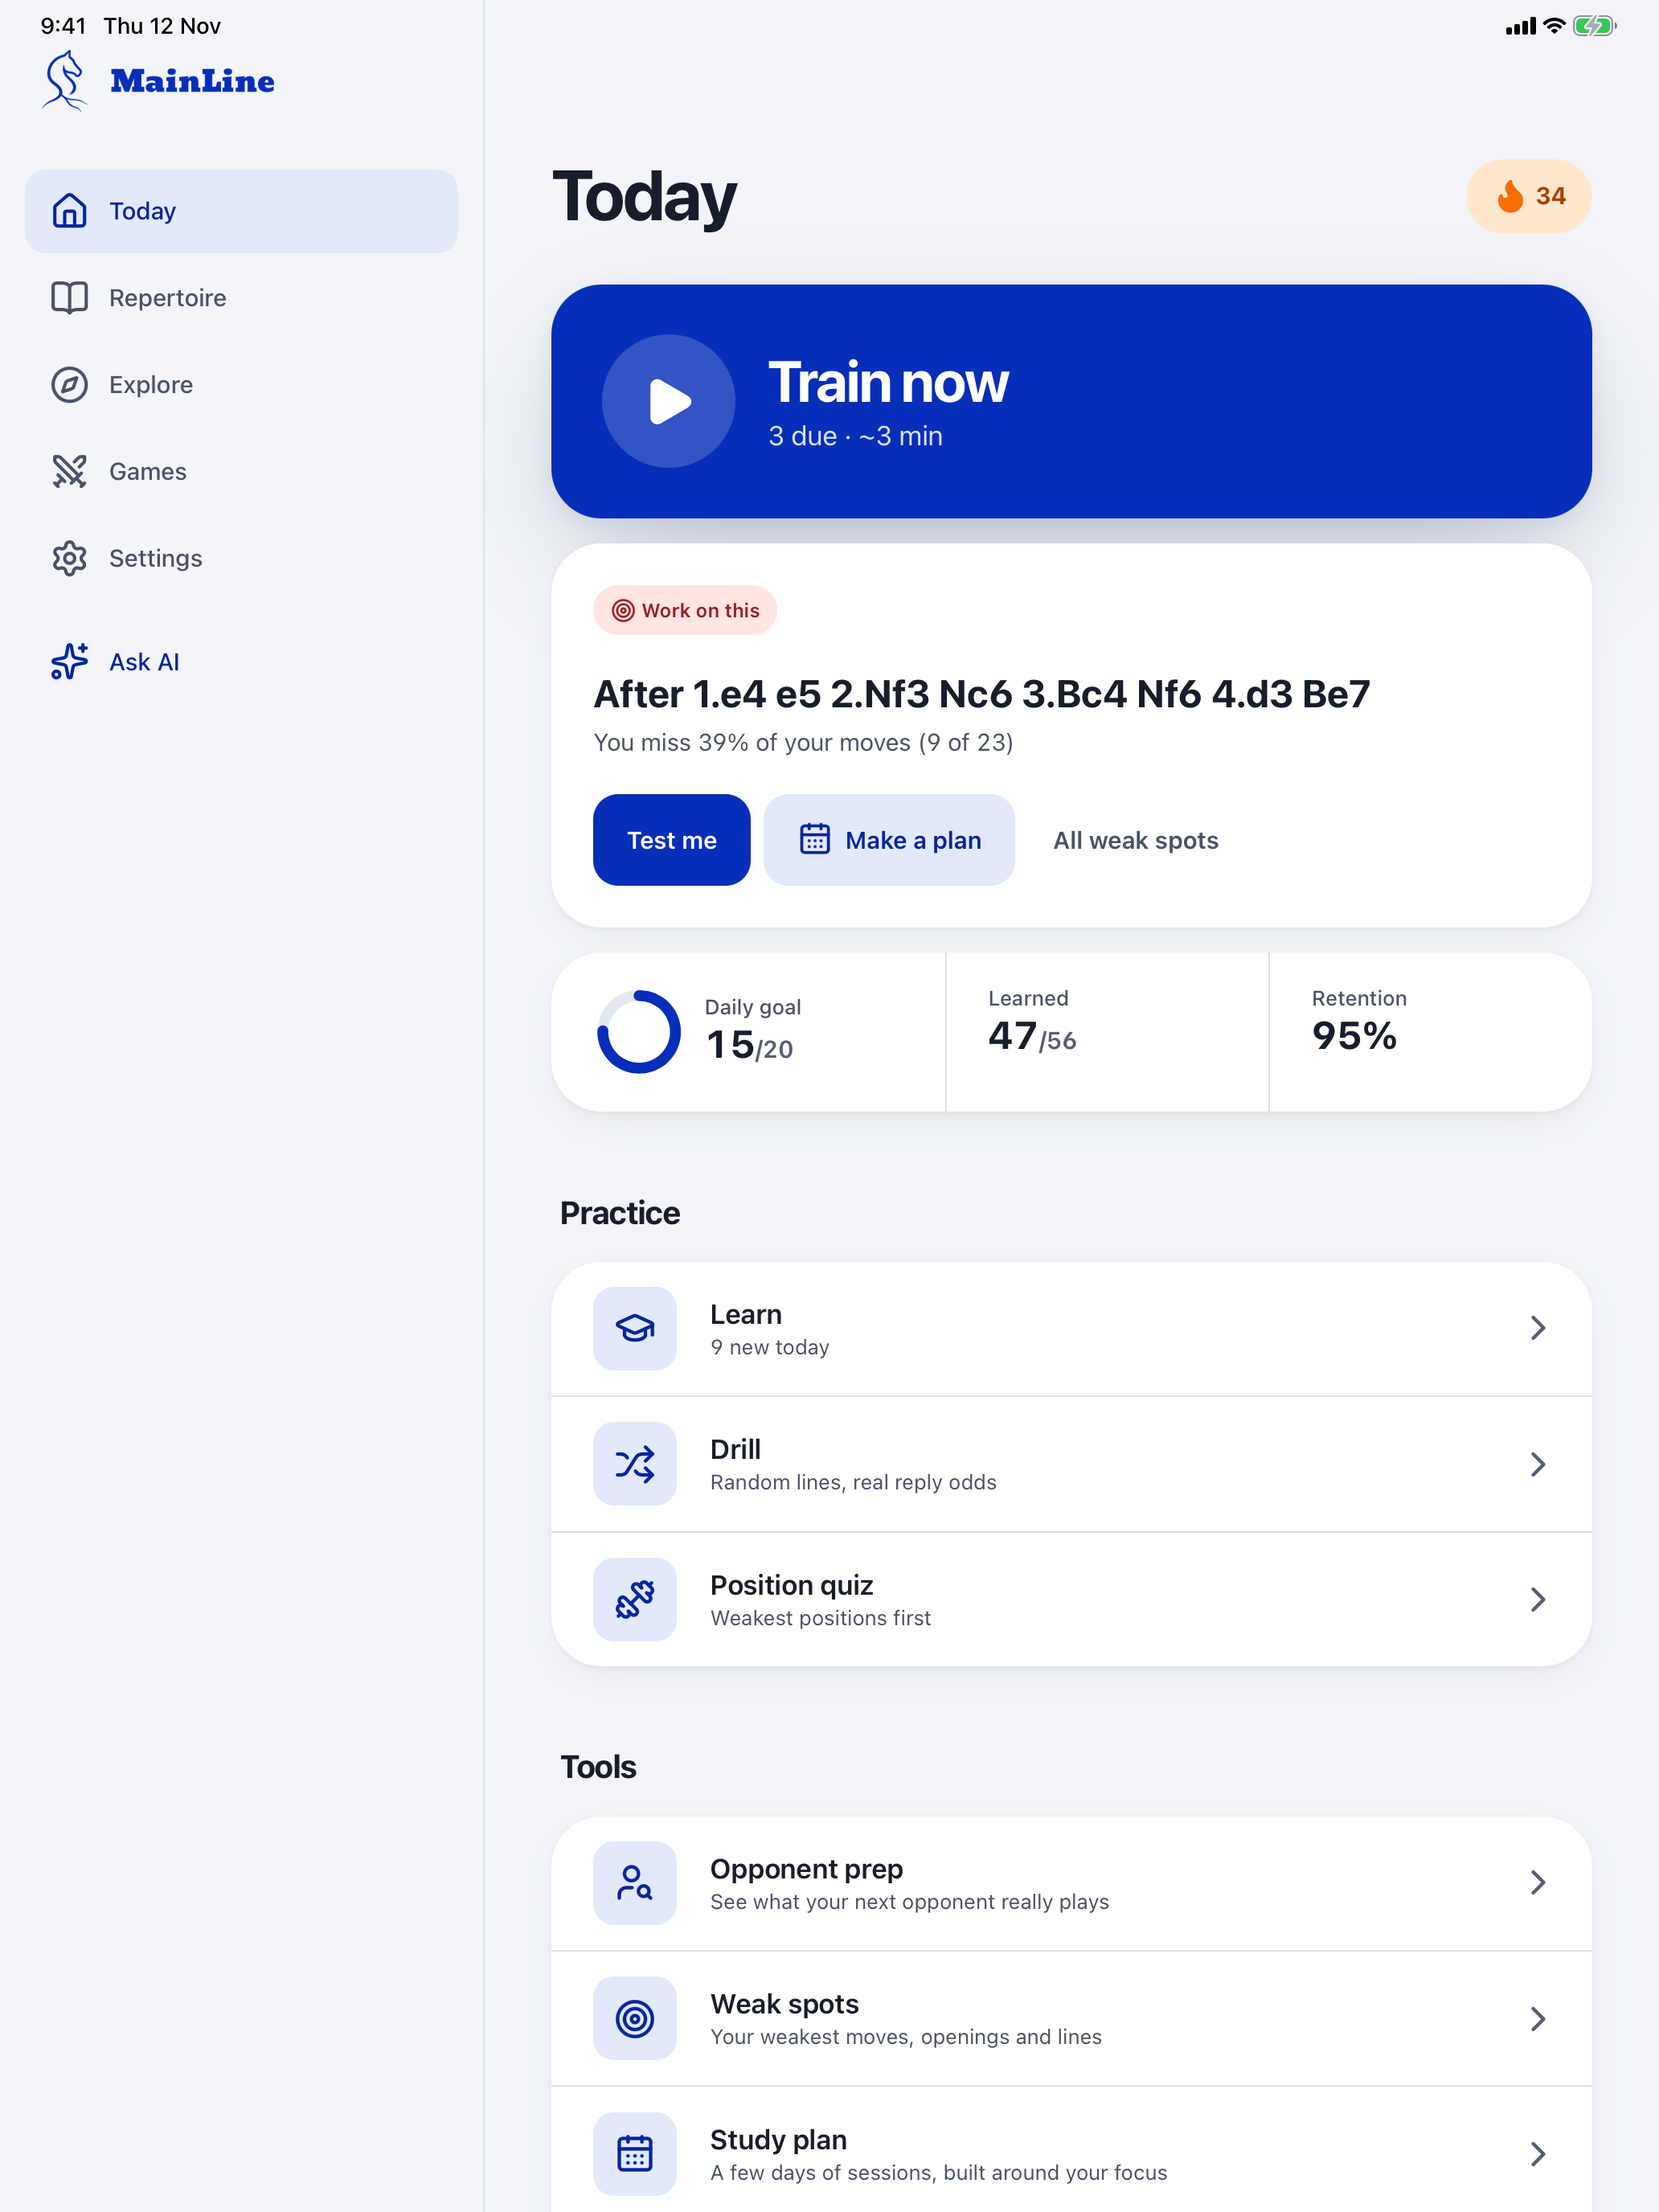 9:41 Thu 12 Nov
MainLine
Today
Repertoire
Explore
Games
Settings
Ask AI
Today
34
Train now
3 due · ~3 min
Work on this
After 1.e4 e5 2.Nf3 Nc6 3.Bc4 Nf6 4.d3 Be7
You miss 39% of your moves (9 of 23)
Test me
Make a plan
All weak spots
Daily goal
15/20
Learned
47/56
Retention
95%
Practice
Learn
9 new today
Drill
Random lines, real reply odds
Position quiz
Weakest positions first
Tools
Opponent prep
See what your next opponent really plays
Weak spots
Your weakest moves, openings and lines
Study plan
A few days of sessions, built around your focus